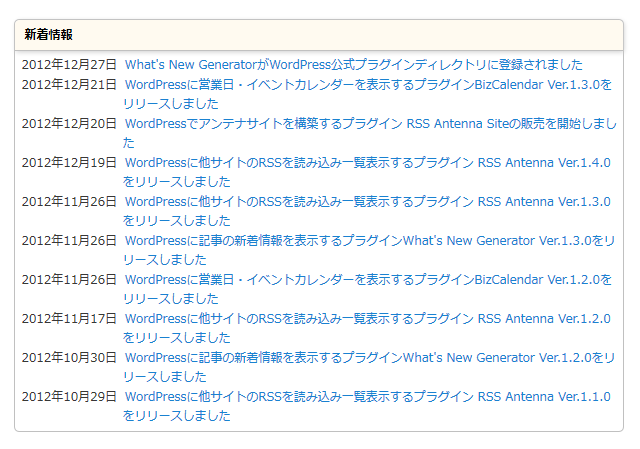 新着情報
2012年12月27日 What's New GeneratorがWordPress公式プラグインディレクトリに登録されました
2012年12月21日 WordPressに営業日・イベントカレンダーを表示するプラグインBizCalendar Ver.1.3.0を
リリースしました
2012年12月20日 WordPressでアンテナサイトを構築するプラグイン RSS Antenna Siteの販売を開始しまし
た
2012年12月19日 WordPressに他サイトのRSSを読み込み一覧表示するプラグイン RSS Antenna Ver.1.4.0
をリリースしました
2012年11月26日 WordPressに他サイトのRSSを読み込み一覧表示するプラグイン RSS Antenna Ver.1.3.0
をリリースしました
2012年11月26日 WordPressに記事の新着情報を表示するプラグインWhat's New Generator Ver.1.3.0をリ
リースしました
2012年11月26日 WordPressに営業日・イベントカレンダーを表示するプラグインBizCalendar Ver.1.2.0を
リリースしました
2012年11月17日 WordPressに他サイトのRSSを読み込み一覧表示するプラグイン RSS Antenna Ver.1.2.0
をリリースしました
2012年10月30日 WordPressに記事の新着情報を表示するプラグインWhat's New Generator Ver.1.2.0をリ
リースしました
2012年10月29日 WordPressに他サイトのRSSを読み込み一覧表示するプラグイン RSS Antenna Ver.1.1.0
をリリースしました